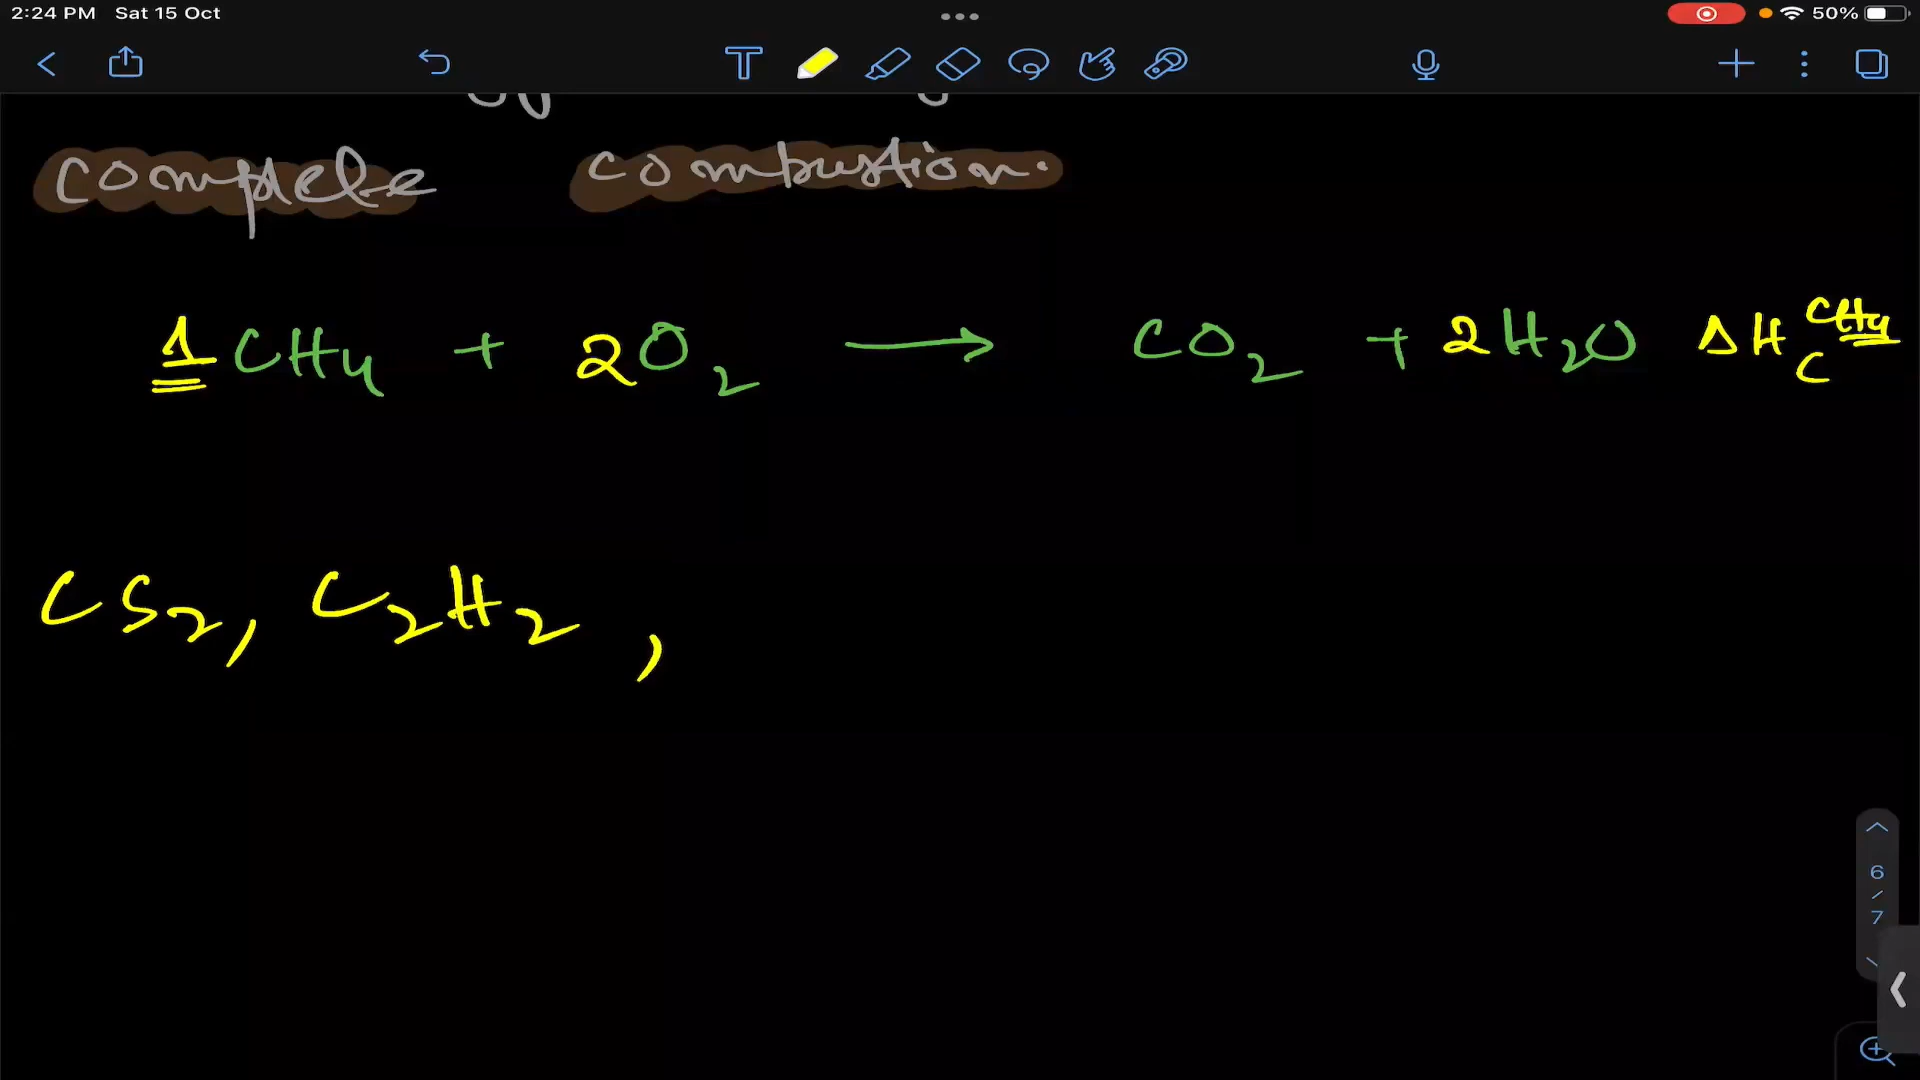 2:24 PM Sat 15 Oct
50%
T
complete combustion.
1 CH4 + 2O2 → CO2 + 2H2O ΔHc CH4
CS2, C2H2,
6
/
7